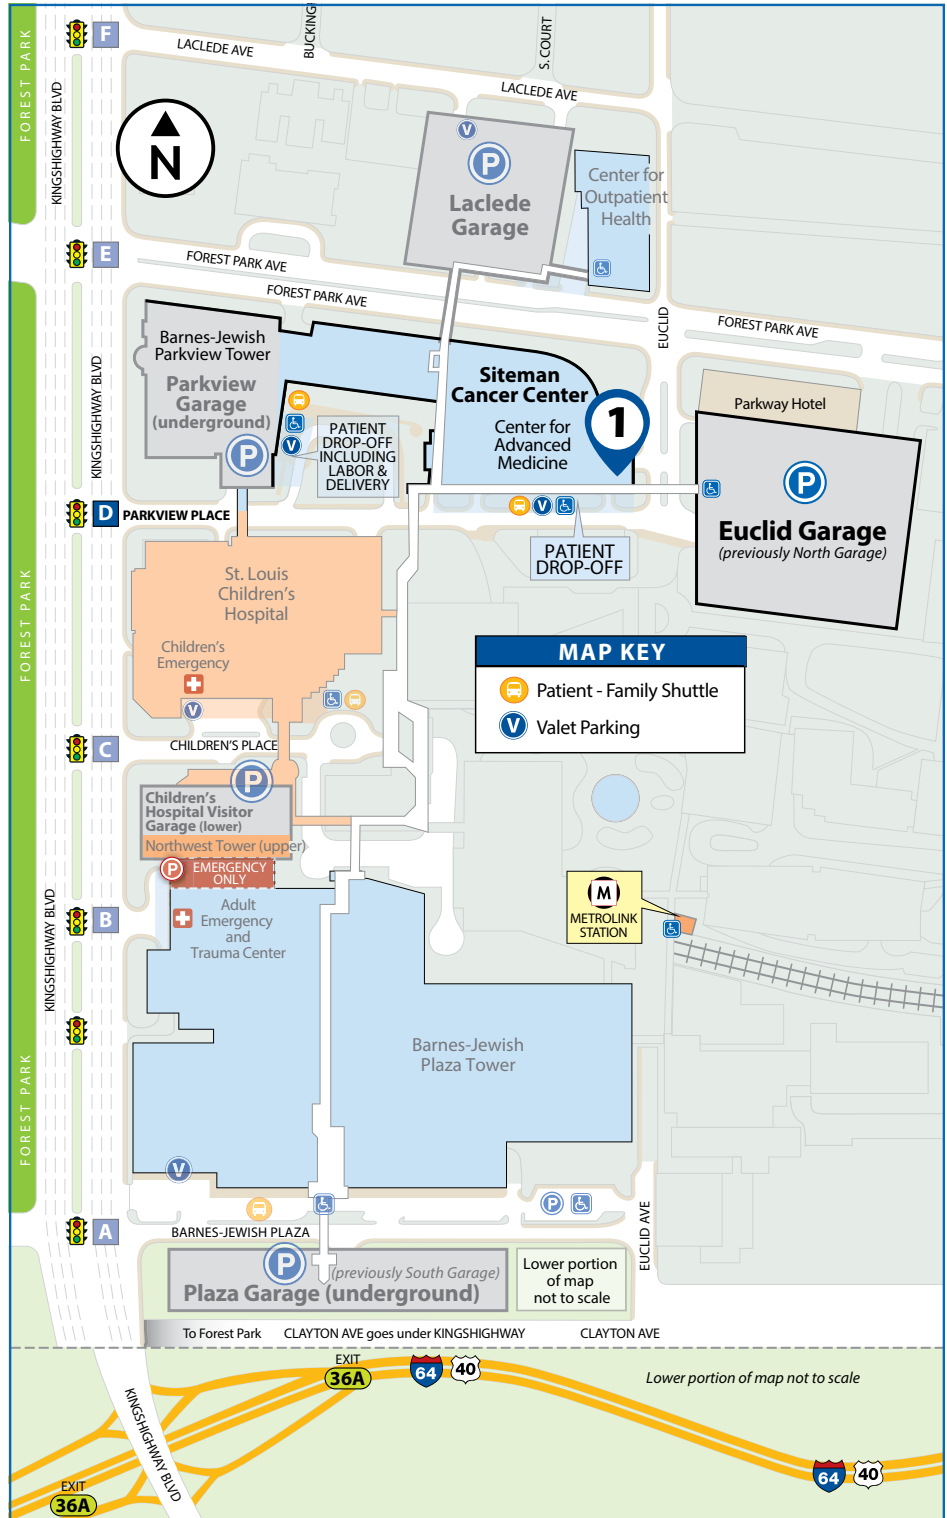 F
LACLEDE AVE
BUCKINGH
S. COURT
LACLEDE AVE
FOREST PARK
KINGSHIGHWAY BLVD
N
V
P
Laclede
Garage
Center for
Outpatient
Health
E
FOREST PARK AVE
FOREST PARK AVE
EUCLID
FOREST PARK AVE
Barnes-Jewish
Parkview Tower
Parkview
Garage
(underground)
P
V
PATIENT
DROP-OFF
INCLUDING
LABOR &
DELIVERY
Siteman
Cancer Center
Center for
Advanced
Medicine
1
Parkway Hotel
P
Euclid Garage
(previously North Garage)
KINGSHIGHWAY BLVD
D
PARKVIEW PLACE
V
PATIENT
DROP-OFF
FOREST PARK
St. Louis
Children's
Hospital
Children's
Emergency
V
MAP KEY
Patient - Family Shuttle
V
Valet Parking
C
CHILDREN'S PLACE
P
Children's
Hospital Visitor
Garage (lower)
Northwest Tower (upper)
P
EMERGENCY
ONLY
KINGSHIGHWAY BLVD
B
Adult
Emergency
and
Trauma Center
M
METROLINK
STATION
Barnes-Jewish
Plaza Tower
FOREST PARK
V
P
A
BARNES-JEWISH PLAZA
EUCLID AVE
P
(previously South Garage)
Plaza Garage (underground)
Lower portion
of map
not to scale
To Forest Park
CLAYTON AVE goes under KINGSHIGHWAY
CLAYTON AVE
EXIT
36A
64
40
Lower portion of map not to scale
KINGSHIGHWAY BLVD
64
40
EXIT
36A